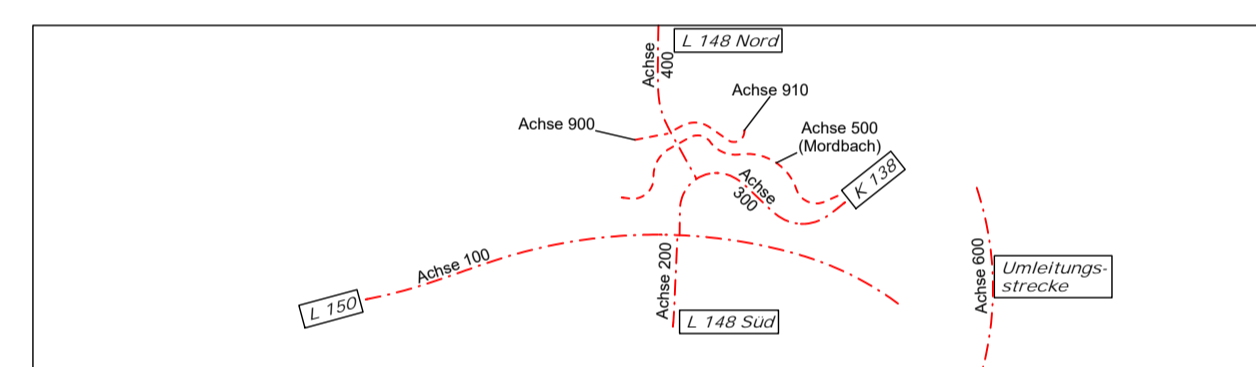 L 148 Nord
Achse
400
Achse 910
Achse 900
Achse 500
(Mordbach)
K 138
Achse
300
Achse 100
Achse 200
Achse 600
Umleitungs-
strecke
L 150
L 148 Süd